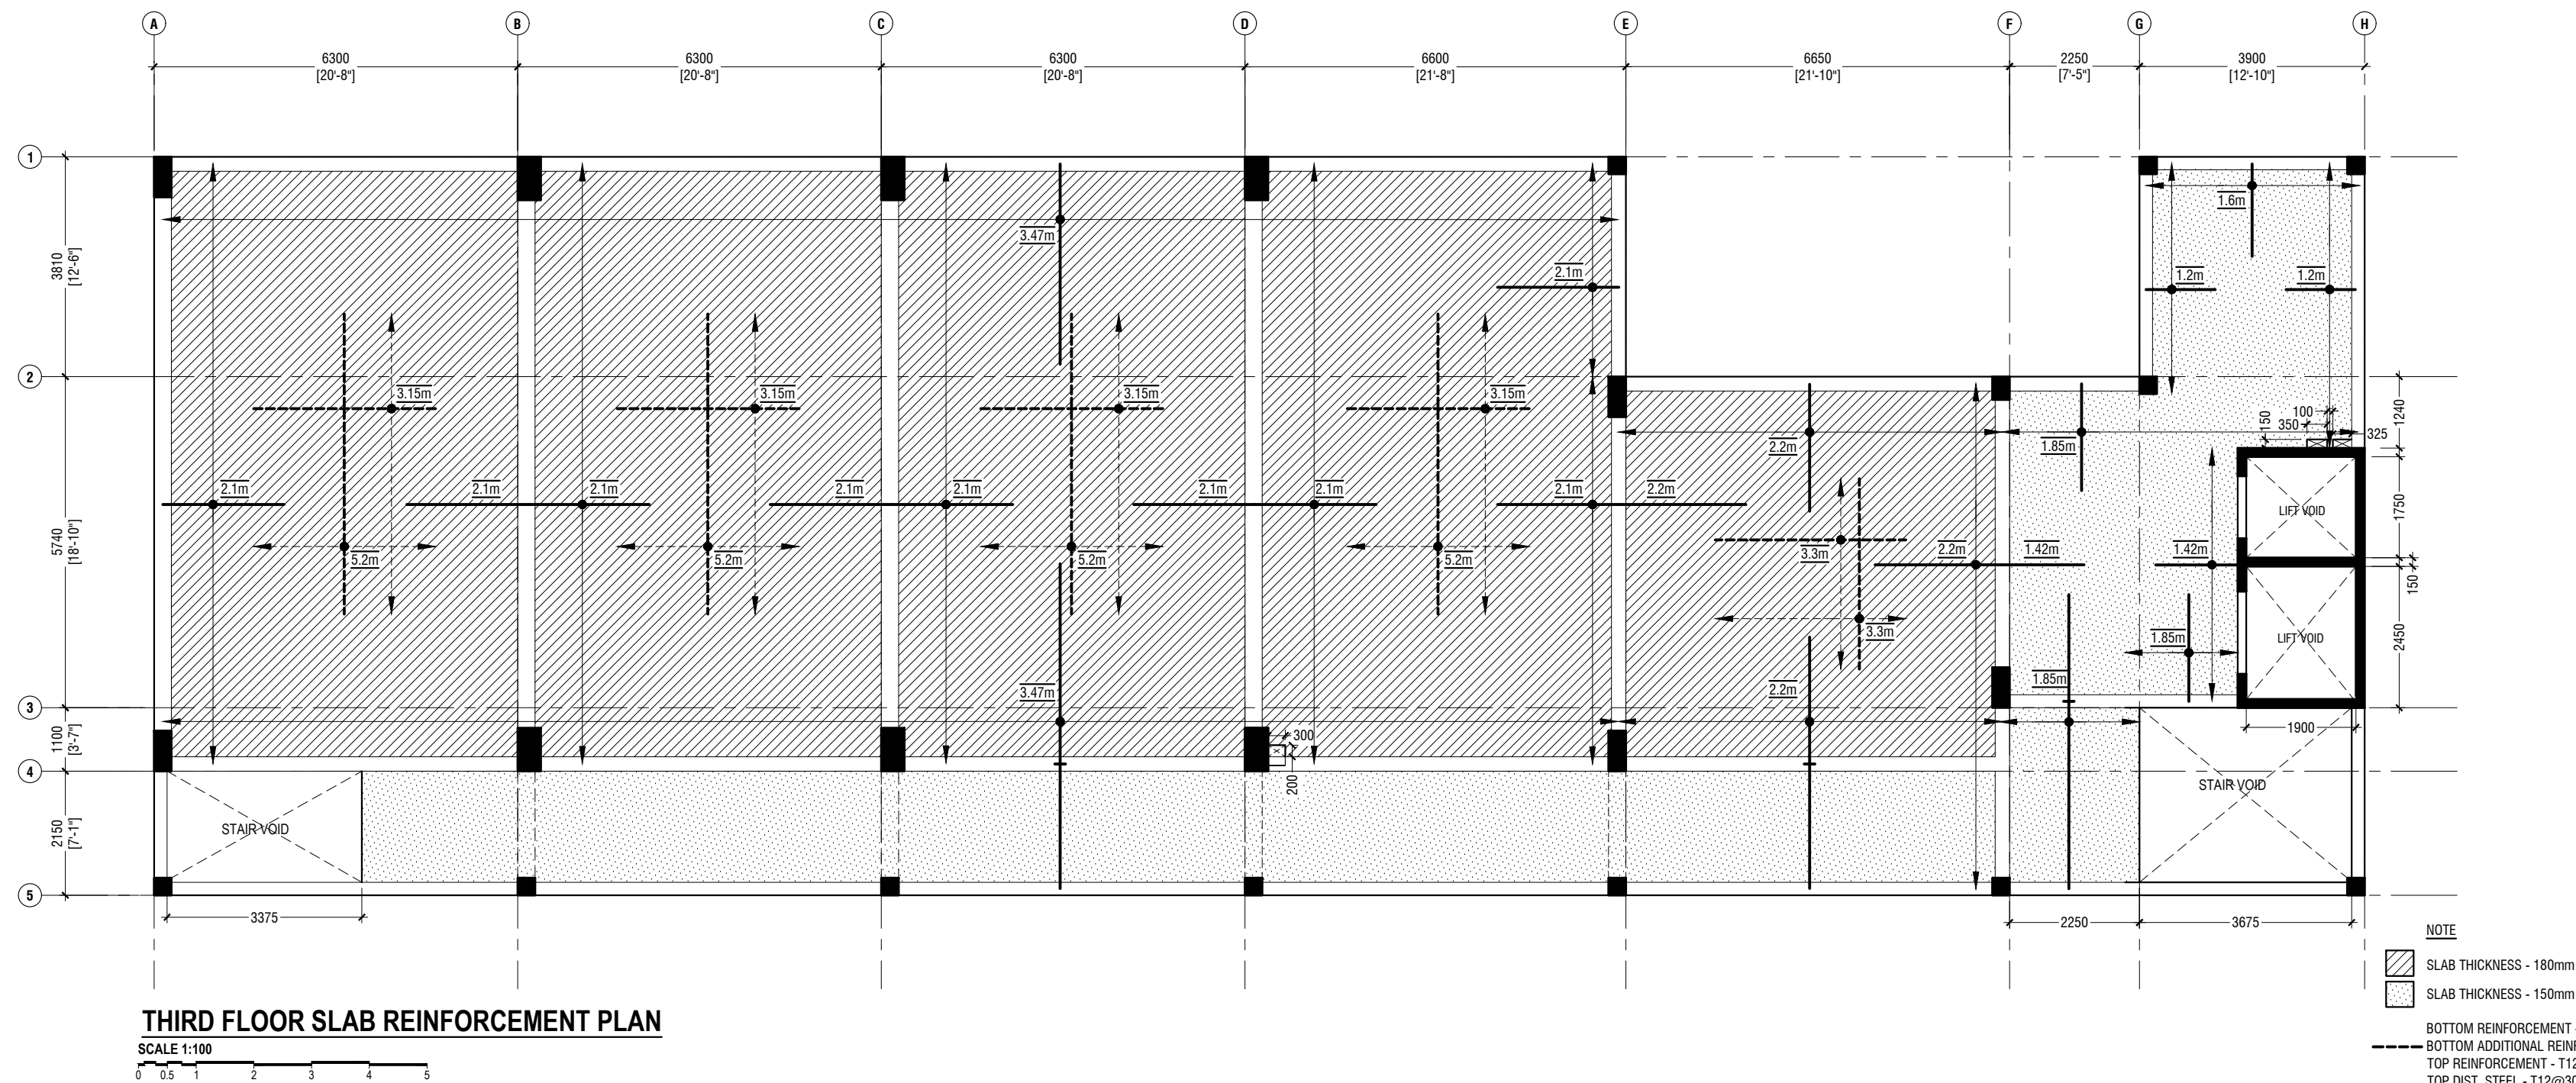 A B C D E F G H
6300 6300 6300 6600 6650 2250 3900
[20'-8"] [20'-8"] [20'-8"] [21'-8"] [21'-10"] [7'-5"] [12'-10"]
1
1.6m
3.47m
3810
[12'-6"]
2.1m 1.2m 1.2m
2
3.15m 3.15m 3.15m 3.15m
1240
150 100
350
325
2.2m 1.85m
2.1m 2.1m 2.1m 2.1m 2.1m 2.1m 2.1m 2.1m 2.2m
LIFT VOID
1750
5740
[18'-10"]
5.2m 5.2m 5.2m 5.2m
3.3m 2.2m 1.42m 1.42m
150
3.3m 1.85m
LIFT VOID
2450
3.47m 2.2m 1.85m
3
1100
[3'-7"]
300
x
200
1900
4
STAIR VOID
2150
[7'-1"]
STAIR VOID
5
3375 2250 3675
NOTE
SLAB THICKNESS - 180mm
SLAB THICKNESS - 150mm
THIRD FLOOR SLAB REINFORCEMENT PLAN
SCALE 1:100
0 0.5 1 2 3 4 5
BOTTOM REINFORCEMENT
BOTTOM ADDITIONAL
TOP REINFORCEMENT - T12
TOP DIST. STEEL - T12@30